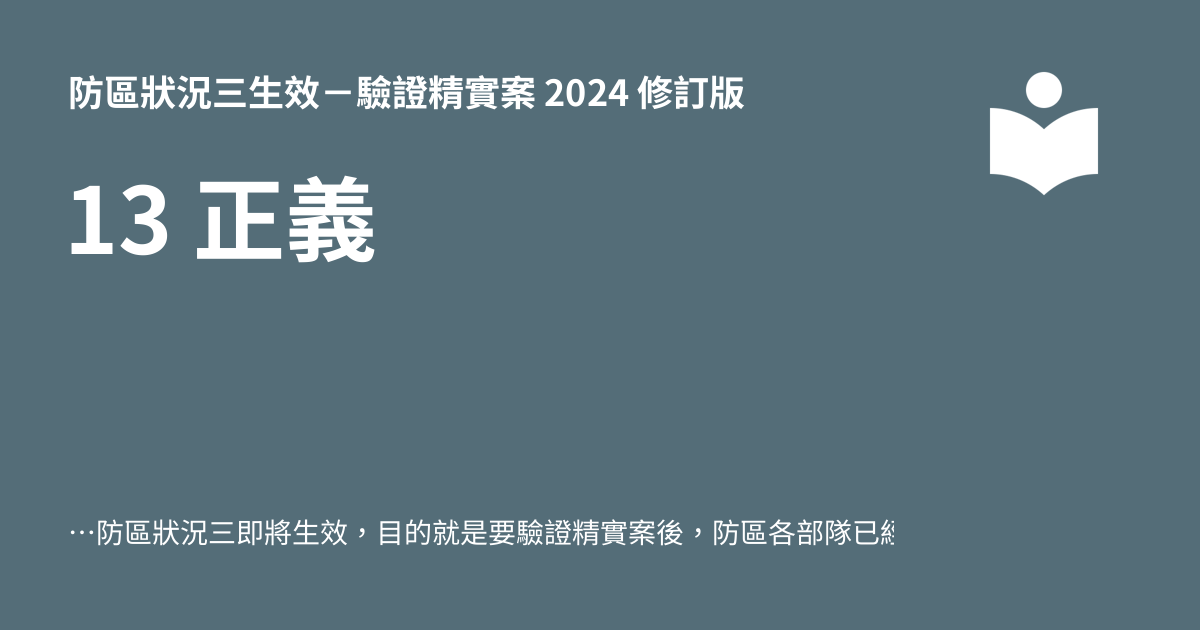 防區狀況三生效－驗證精實案 2024 修訂版
13 正義
…防區狀況三即將生效，目的就是要驗證精實案後，防區各部隊已